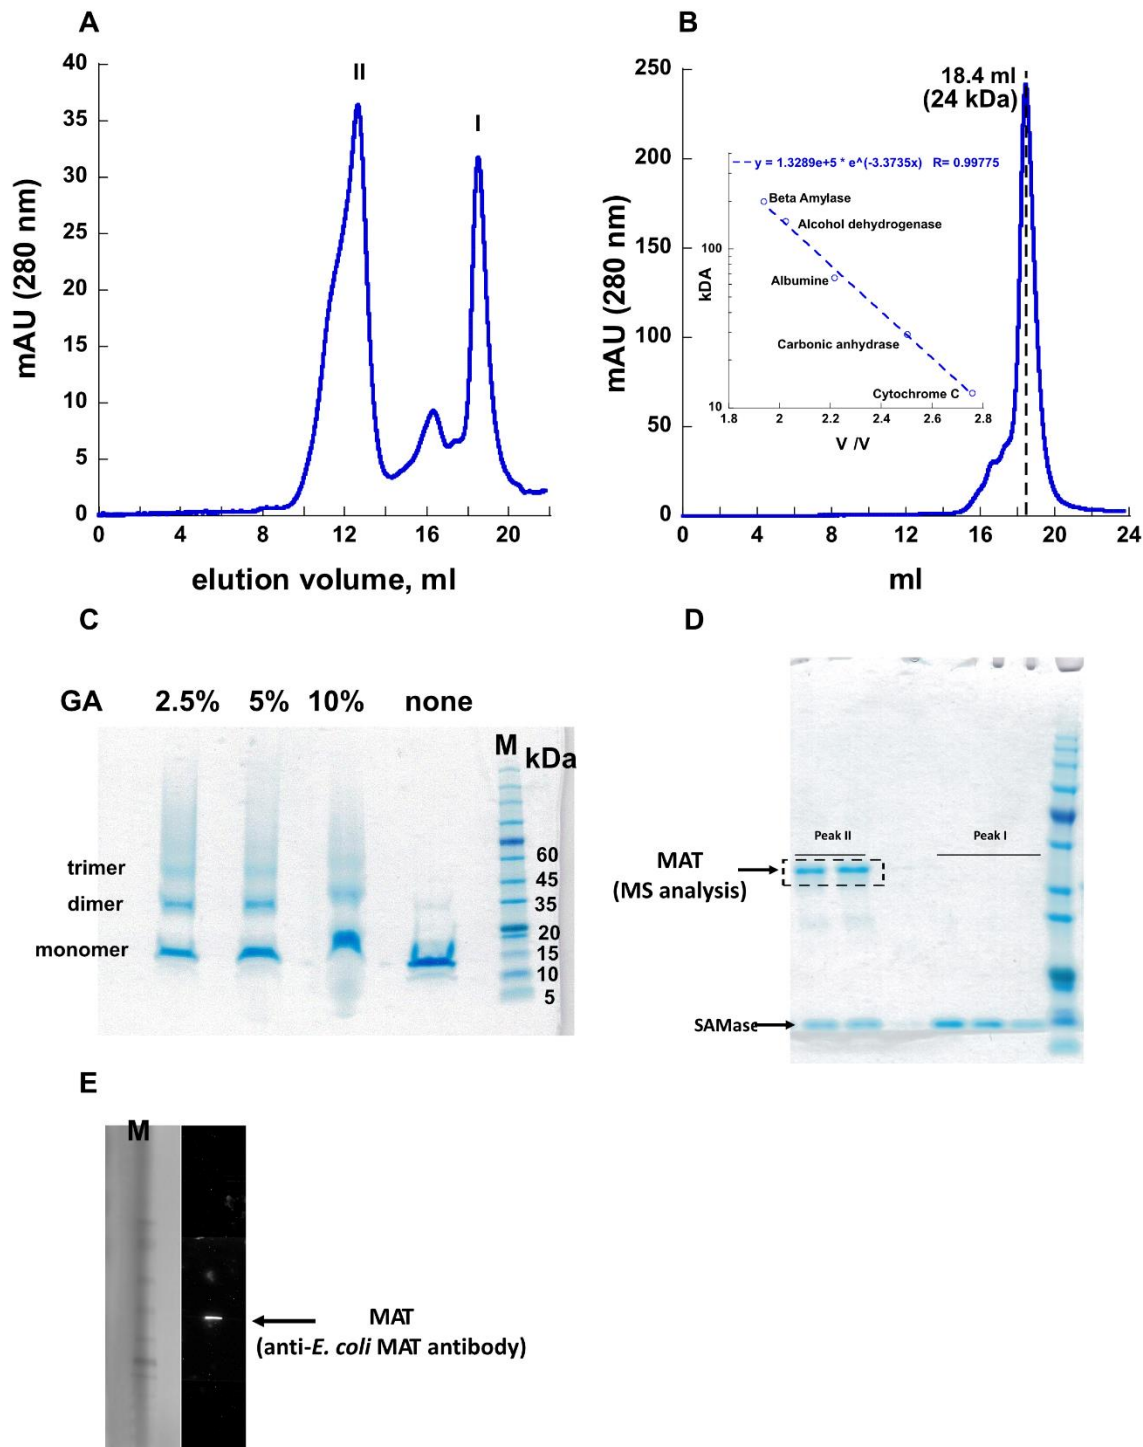 A
40
35
30
25
20
15
10
5
0
II
I
0
4
8
12
16
20
mAU (280 nm)
elution volume, ml
B
250
200
150
100
50
0
18.4 ml
(24 kDa)
y = 1.3289e+5 * e^(-3.3735x) R= 0.99775
Beta Amylase
Alcohol dehydrogenase
Albumine
Carbonic anhydrase
Cytochrome C
kDA
100
10
1.8
2
2.2
2.4
2.6
2.8
V /V
0
4
8
12
16
20
24
mAU (280 nm)
ml
C
GA 2.5% 5% 10% none
M kDa
trimer
dimer
monomer
60
45
35
20
15
10
5
D
Peak II
Peak I
MAT
(MS analysis)
SAMase
E
M
MAT
(anti-E. coli MAT antibody)